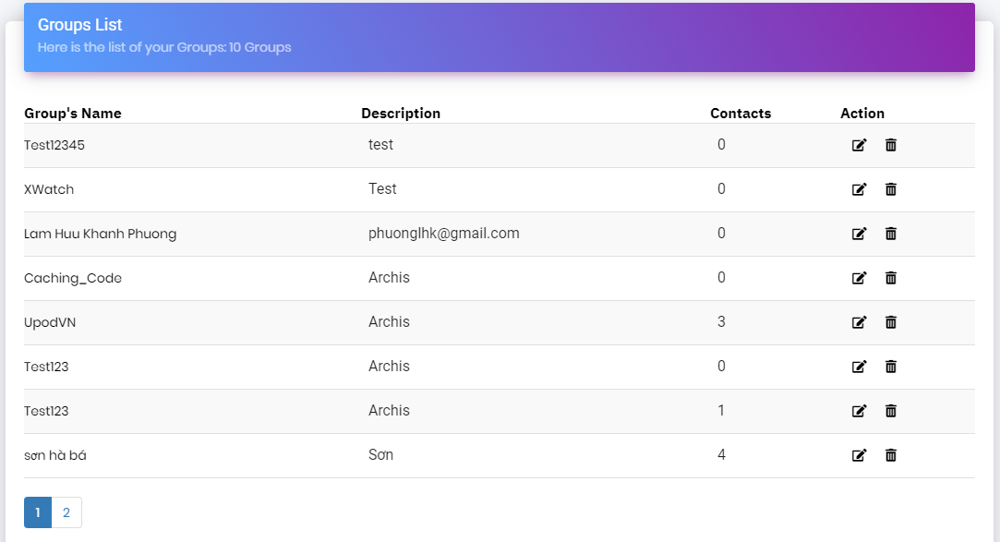 Groups List
Here is the list of your Groups: 10 Groups
Group's Name Description Contacts Action
Test12345 test 0
XWatch Test 0
Lam Huu Khanh Phuong phuonglhk@gmail.com 0
Caching_Code Archis 0
UpodVN Archis 3
Test123 Archis 0
Test123 Archis 1
sơn hà bá Sơn 4
1 2